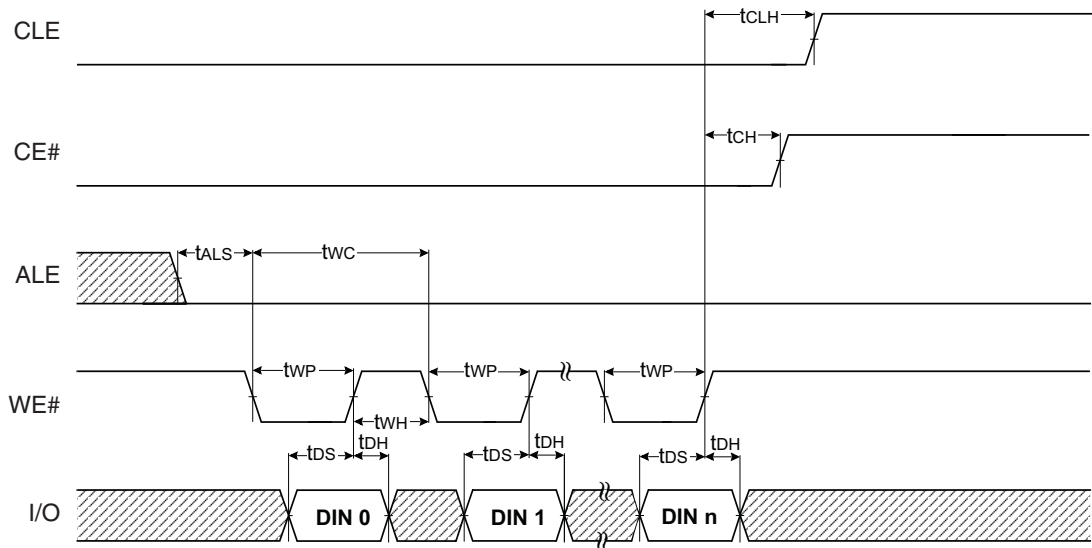 CLE
tCLH
CE#
tCH
ALE
tALS
tWC
WE#
tWP
tWH
tWP
tWP
I/O
tDS
tDH
tDS
tDH
tDS
tDH
DIN 0
DIN 1
DIN n